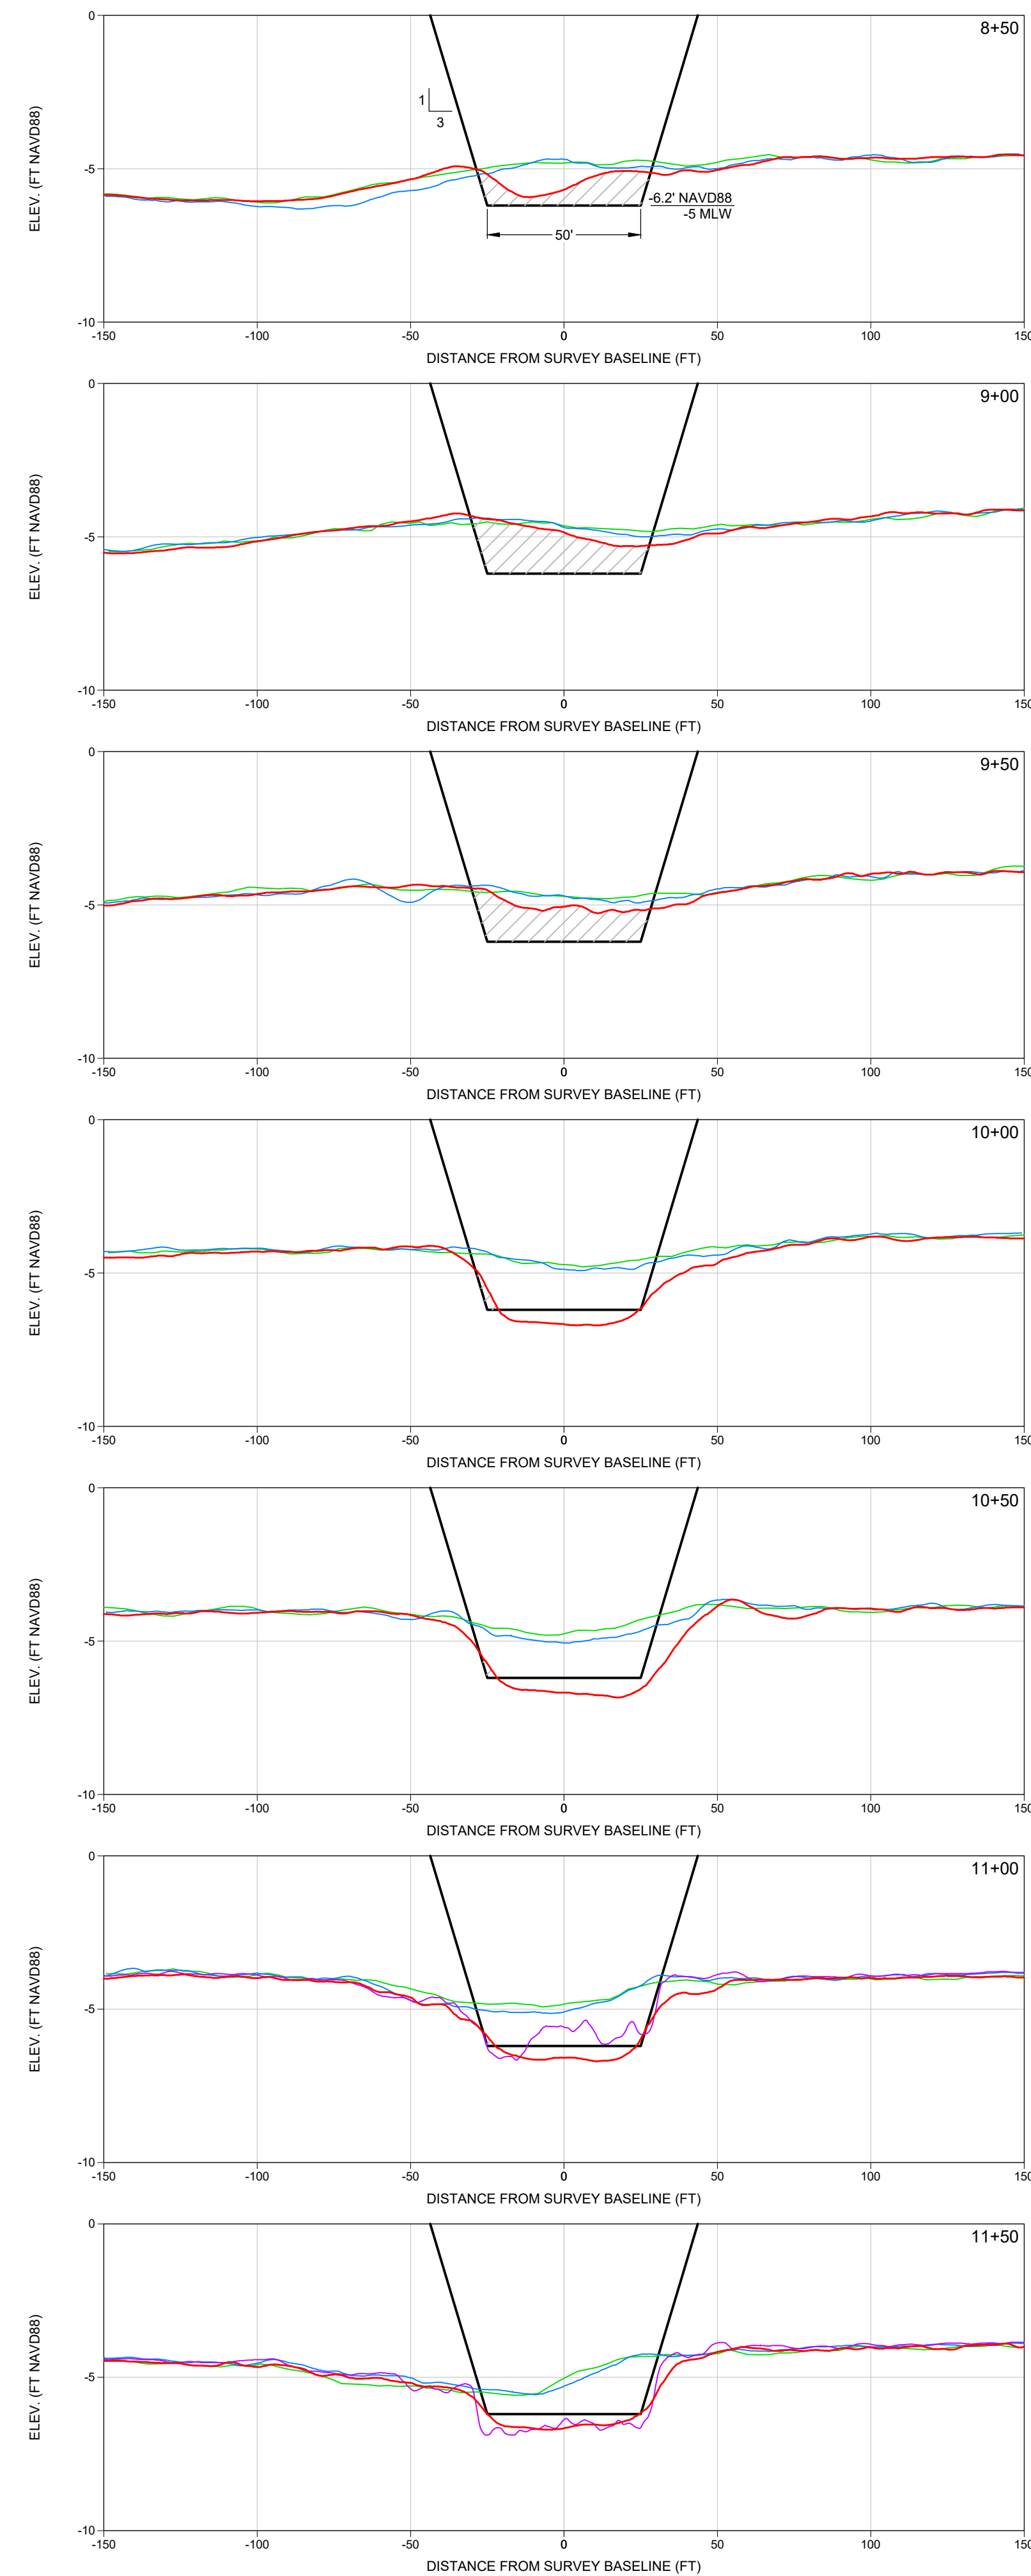 0
8+50
1
3
ELEV. (FT NAVD88)
-5
-6.2' NAVD88
-5 MLW
50'
-10
-150 -100 -50 0 50 100 150
DISTANCE FROM SURVEY BASELINE (FT)
0
9+00
ELEV. (FT NAVD88)
-5
-10
-150 -100 -50 0 50 100 150
DISTANCE FROM SURVEY BASELINE (FT)
0
9+50
ELEV. (FT NAVD88)
-5
-10
-150 -100 -50 0 50 100 150
DISTANCE FROM SURVEY BASELINE (FT)
0
10+00
ELEV. (FT NAVD88)
-5
-10
-150 -100 -50 0 50 100 150
DISTANCE FROM SURVEY BASELINE (FT)
0
10+50
ELEV. (FT NAVD88)
-5
-10
-150 -100 -50 0 50 100 150
DISTANCE FROM SURVEY BASELINE (FT)
0
11+00
ELEV. (FT NAVD88)
-5
-10
-150 -100 -50 0 50 100 150
DISTANCE FROM SURVEY BASELINE (FT)
0
11+50
ELEV. (FT NAVD88)
-5
-10
-150 -100 -50 0 50 100 150
DISTANCE FROM SURVEY BASELINE (FT)